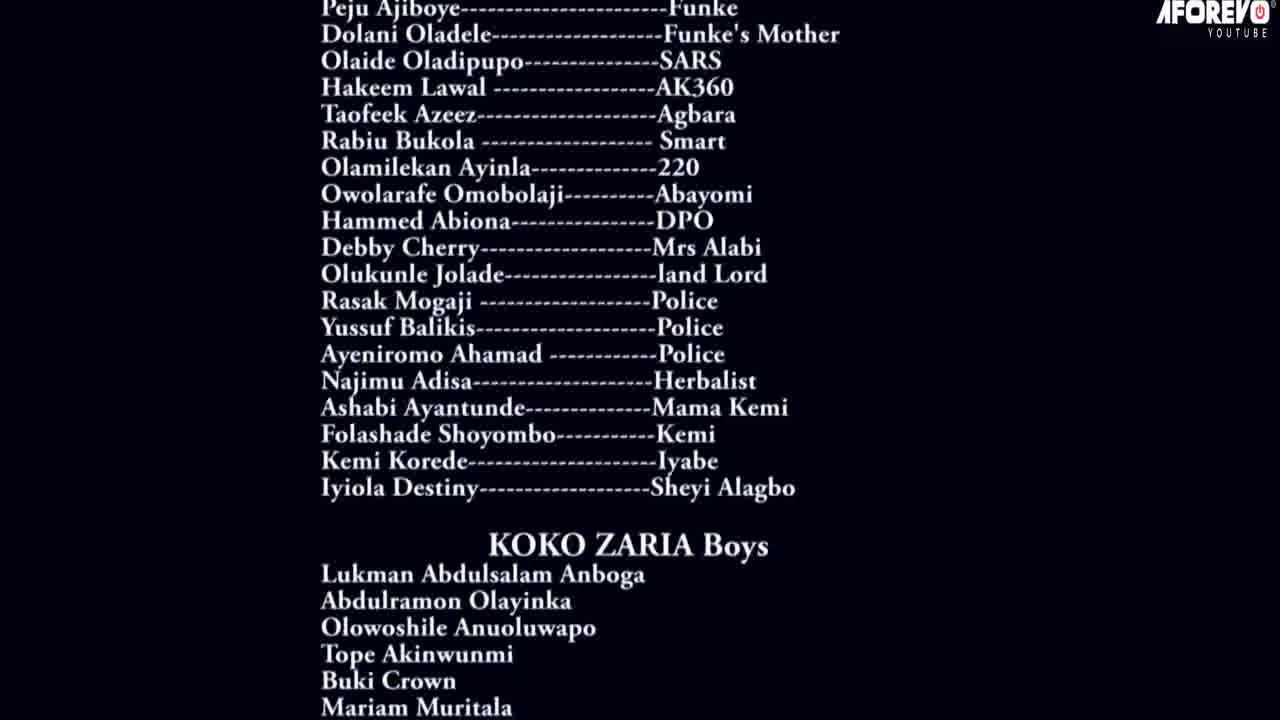 AFOREVO
YOUTUBE
Peju Ajiboye-----------------------Funke
Dolani Oladele-------------------Funke's Mother
Olaide Oladipupo---------------SARS
Hakeem Lawal ------------------AK360
Taofeek Azeez--------------------Agbara
Rabiu Bukola ------------------- Smart
Olamilekan Ayinla--------------220
Owolarafe Omobolaji----------Abayomi
Hammed Abiona----------------DPO
Debby Cherry-------------------Mrs Alabi
Olukunle Jolade-----------------land Lord
Rasak Mogaji -------------------Police
Yussuf Balikis--------------------Police
Ayeniromo Ahamad ------------Police
Najimu Adisa--------------------Herbalist
Ashabi Ayantunde--------------Mama Kemi
Folashade Shoyombo-----------Kemi
Kemi Korede---------------------Iyabe
Iyiola Destiny-------------------Sheyi Alagbo
KOKO ZARIA Boys
Lukman Abdulsalam Anboga
Abdulramon Olayinka
Olowoshile Anuoluwapo
Tope Akinwunmi
Buki Crown
Mariam Muritala